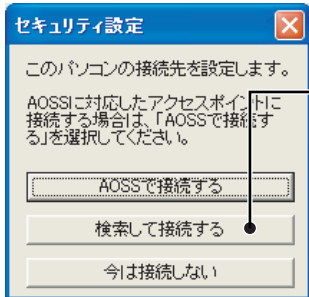 セキュリティ設定
このパソコンの接続先を設定します。
AOSSに対応したアクセスポイントに
接続する場合は、「AOSSで接続す
る」を選択してください。
AOSSで接続する
検索して接続する
今は接続しない